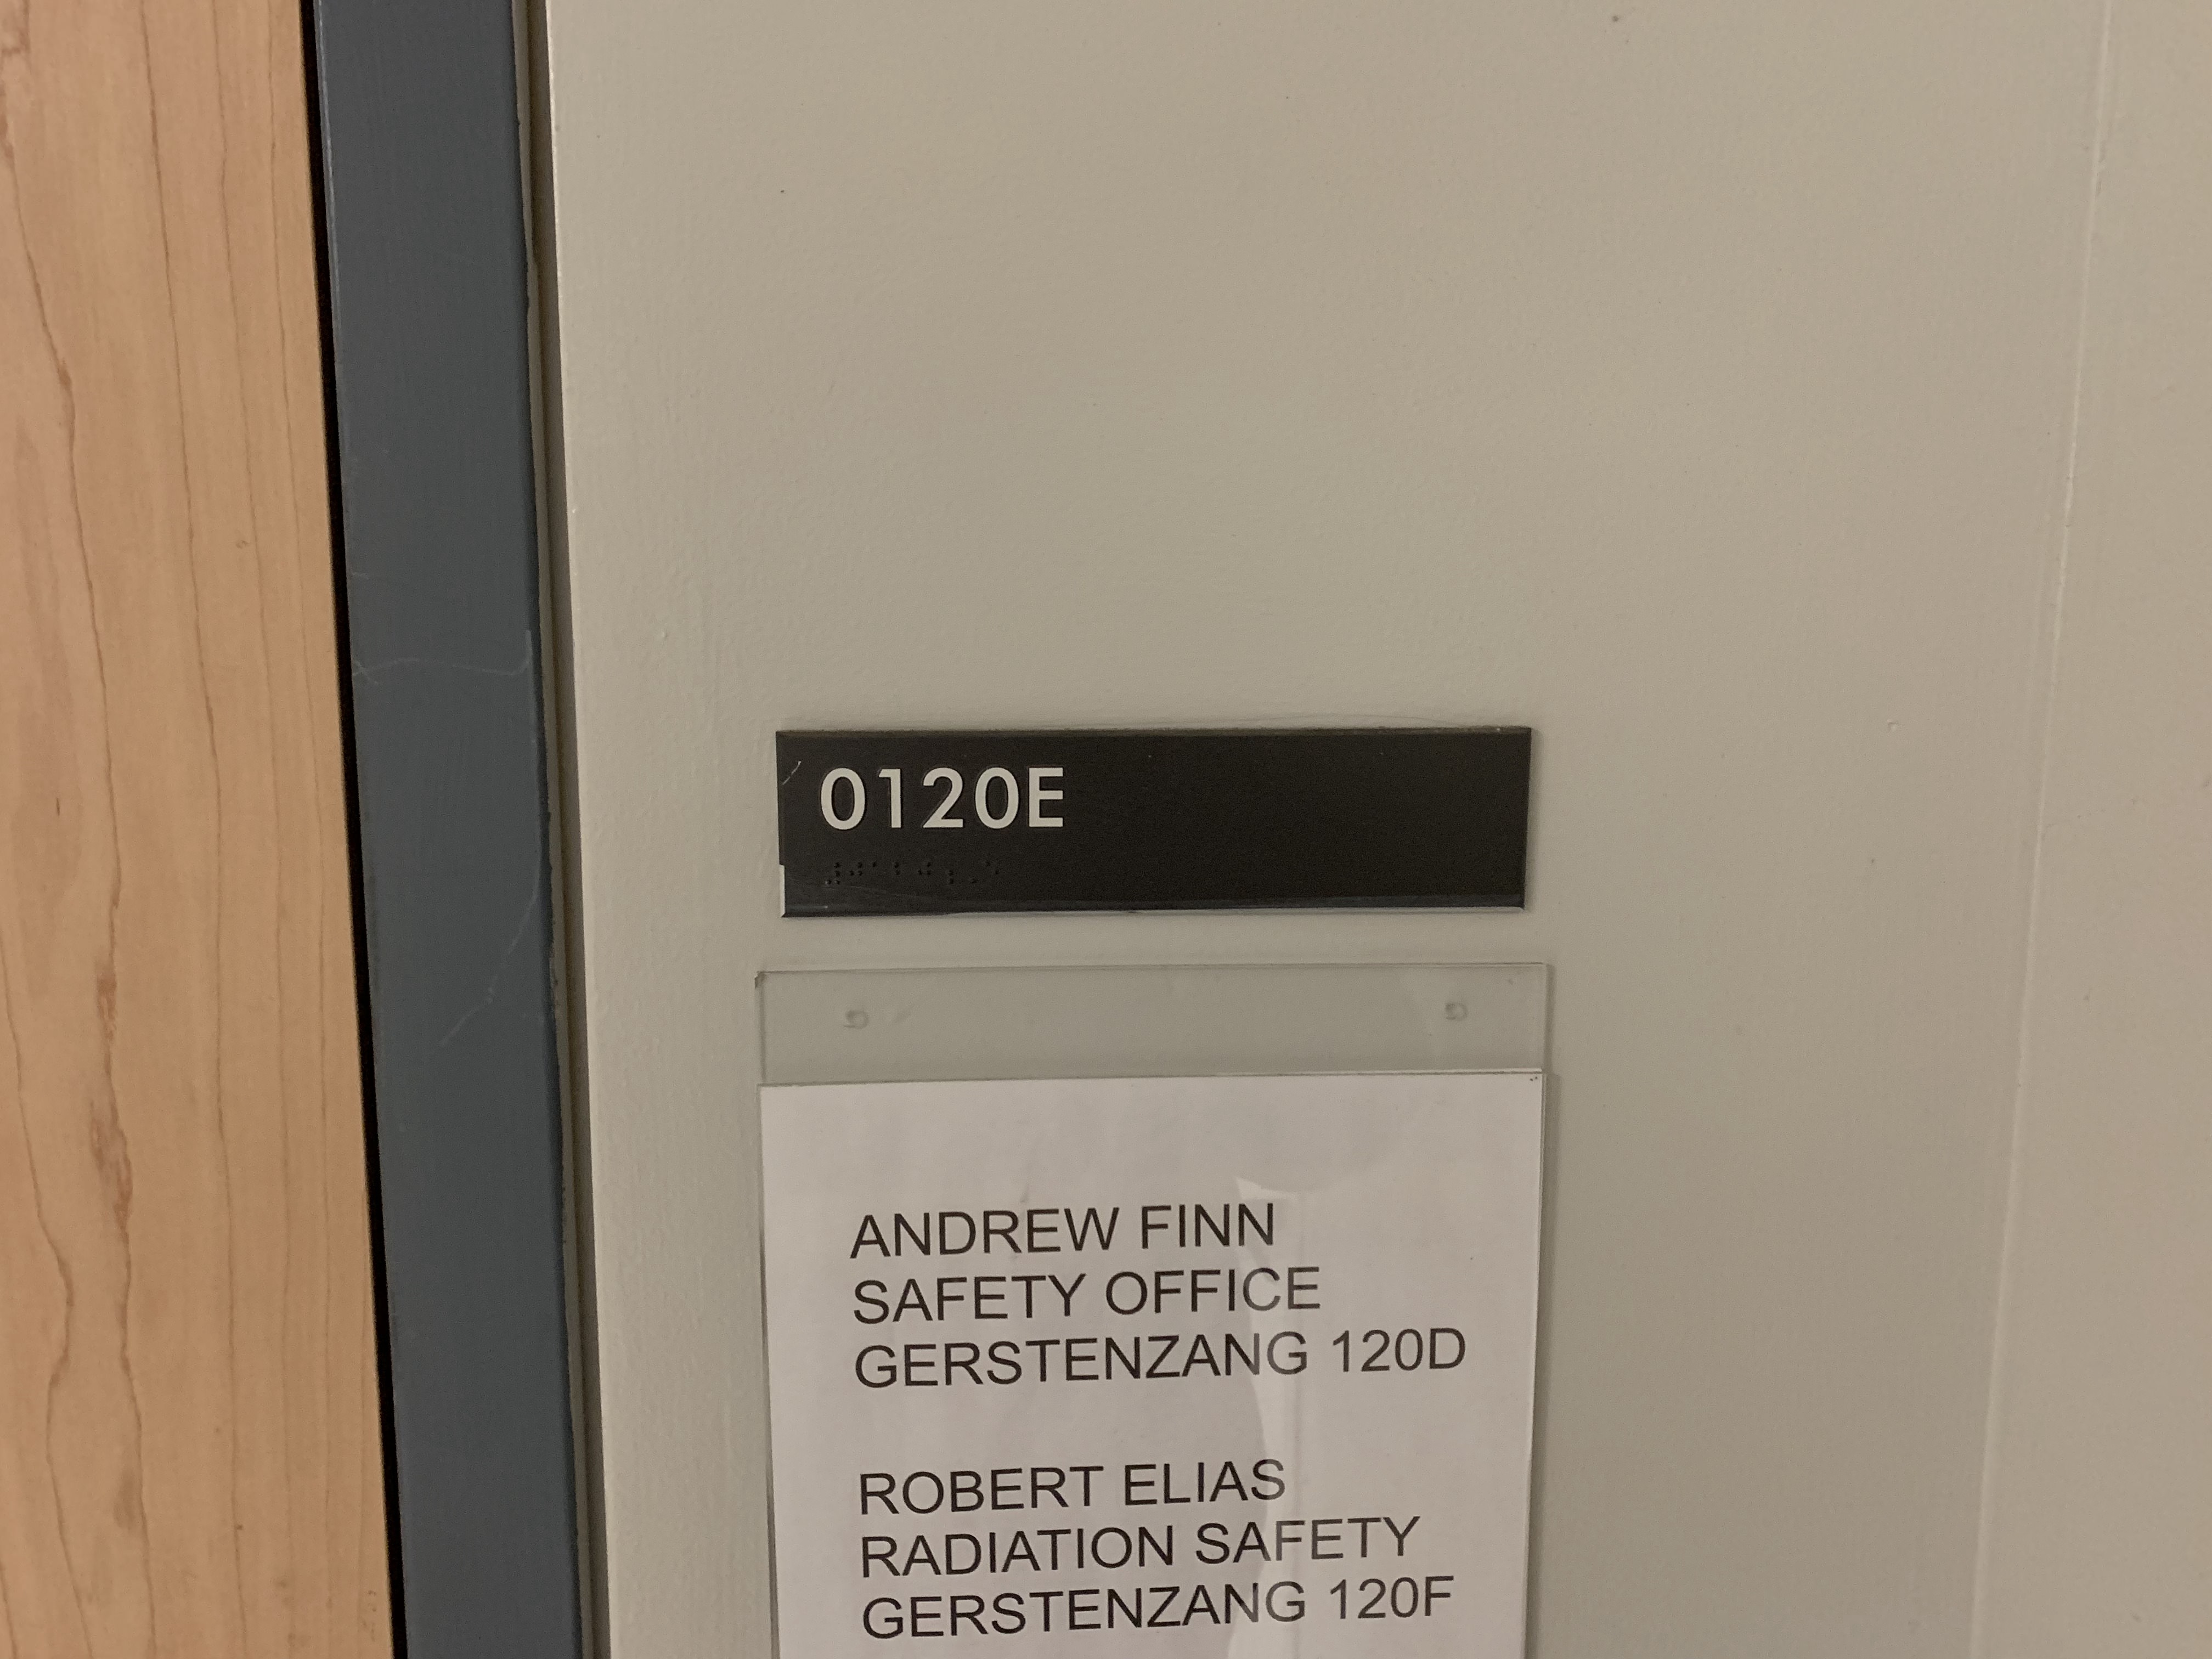 0120E
ANDREW FINN
SAFETY OFFICE
GERSTENZANG 120D
ROBERT ELIAS
RADIATION SAFETY
GERSTENZANG 120F